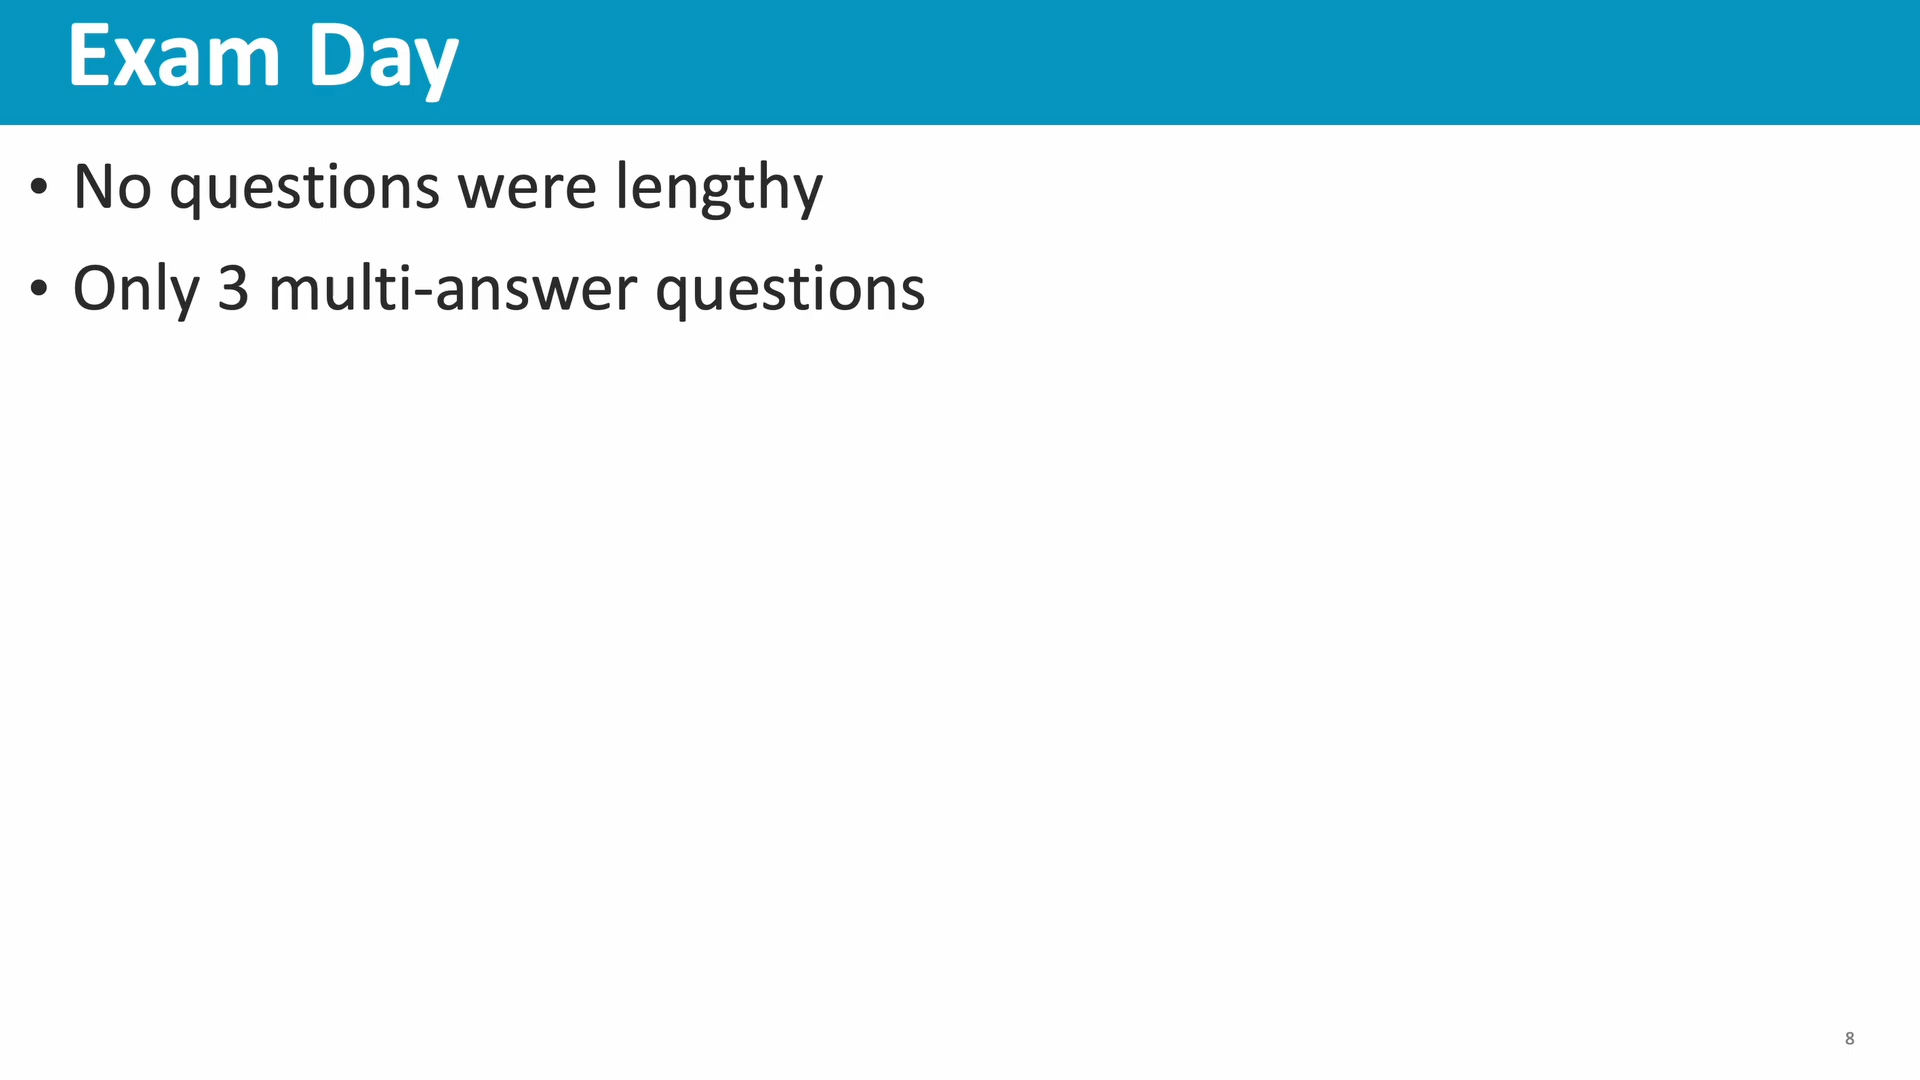 Exam Day
• No questions were lengthy
• Only 3 multi-answer questions
8